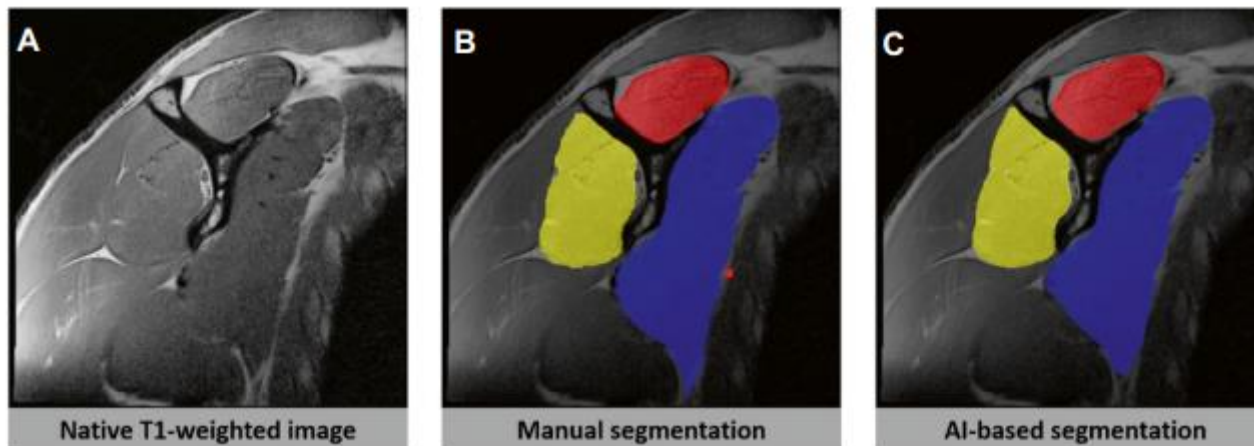 A
B
C
Native T1-weighted image
Manual segmentation
AI-based segmentation